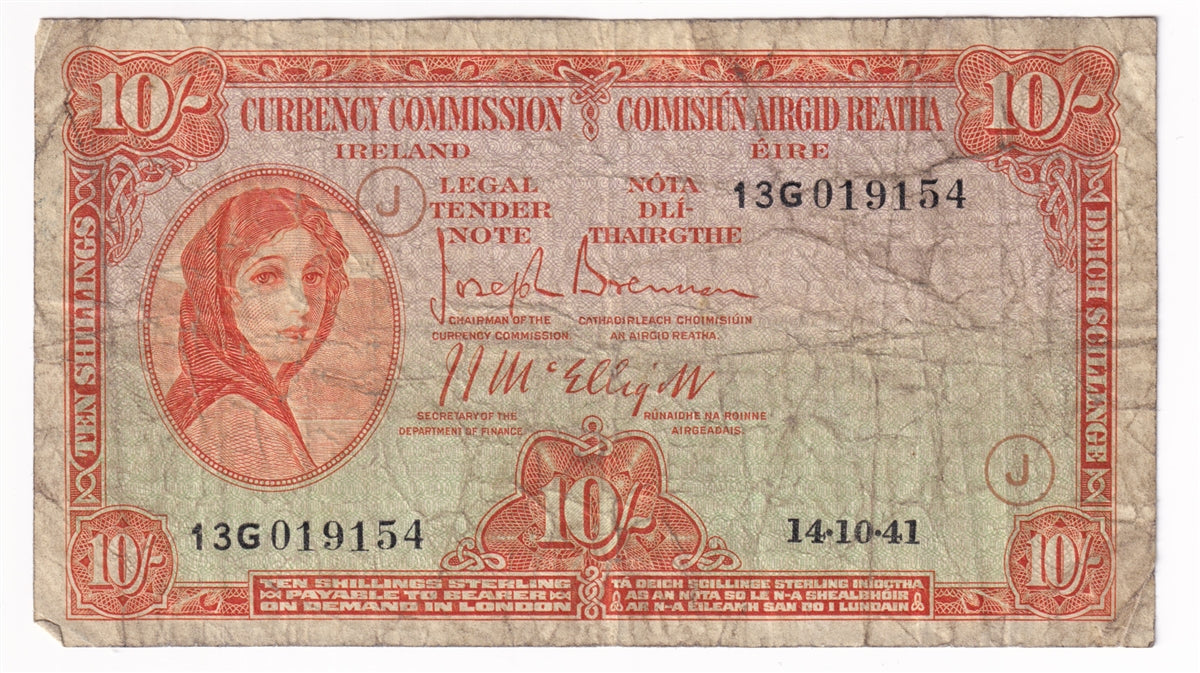 10/-
CURRENCY COMMISSION
COIMISIÚN AIRGID REATHA
10/-
IRELAND
ÉIRE
J
LEGAL TENDER NOTE
NÓTA DLÍ-THAIRGTHE
13G019154
Joseph Brennan
CHAIRMAN OF THE
CURRENCY COMMISSION.
CATHAOIRLEACH CHOIMISIÚIN
AN AIRGID REATHA.
J J McElligott
SECRETARY OF THE
DEPARTMENT OF FINANCE
RÚNAIDHE NA ROINNE
AIRGEADAIS.
TEN SHILLINGS
DEICH SCILLINGE
J
13G019154
10/-
14·10·41
10/-
10/-
TEN SHILLINGS STERLING
PAYABLE TO BEARER
ON DEMAND IN LONDON
TÁ DEICH SCILLINGE STERLING INÍOCTHA
AS AN NÓTA SO LE N-A SHEALBHÓIR
AR N-A ÉILEAMH SAN DO I LUNDAIN